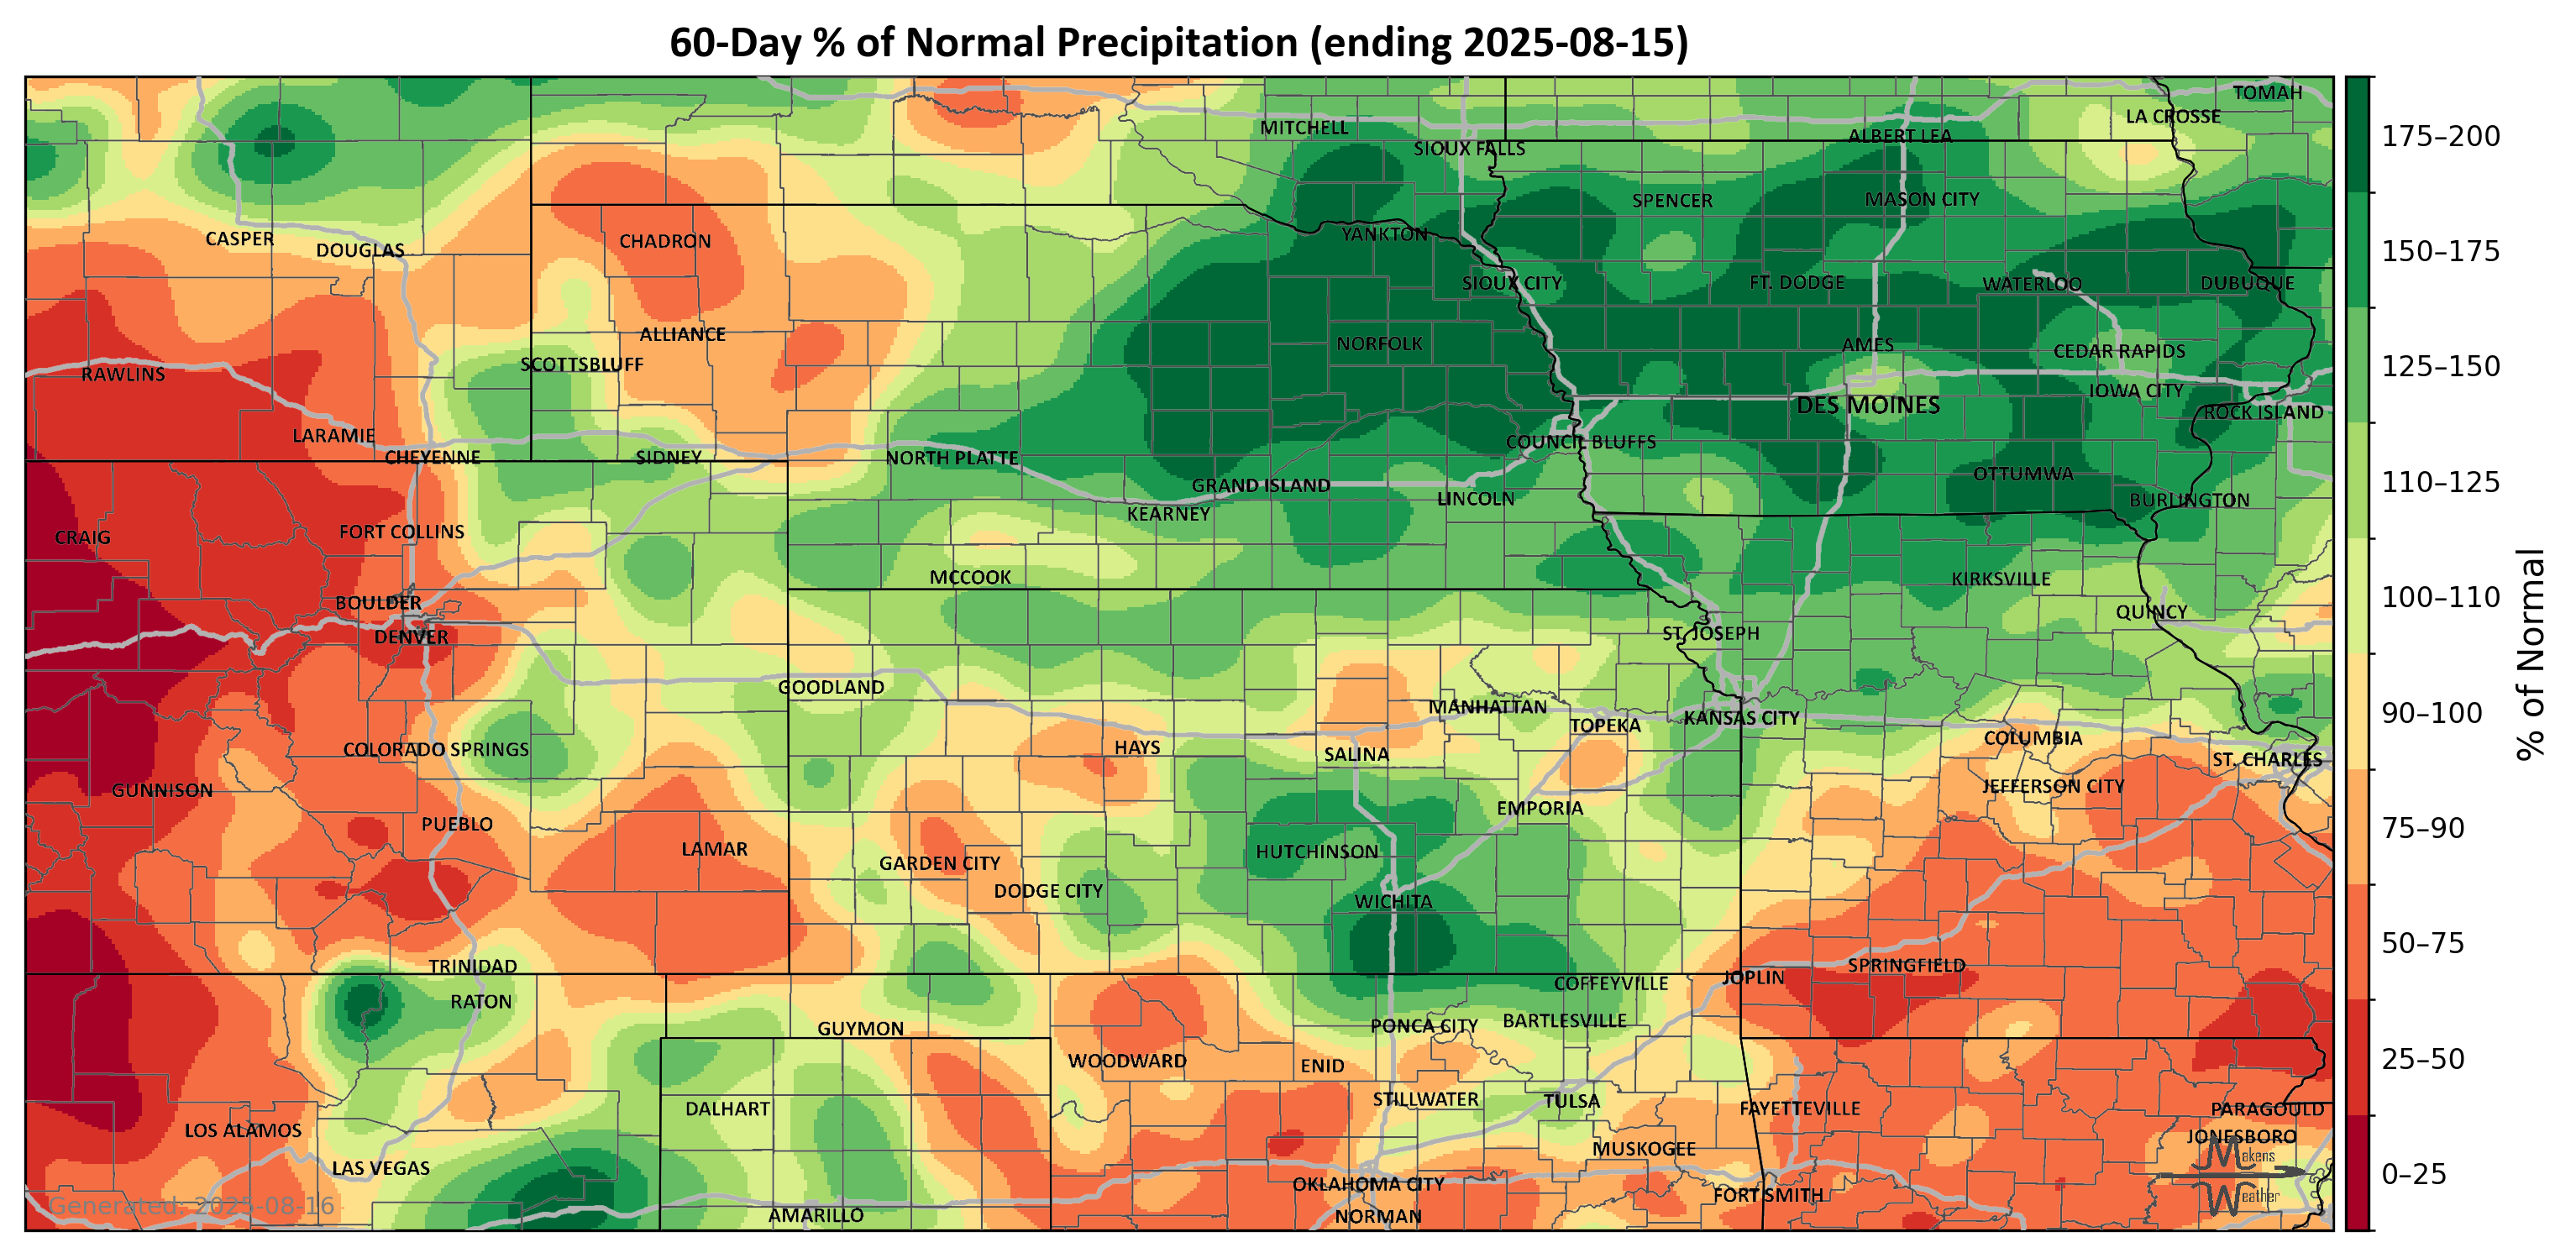 60-Day % of Normal Precipitation (ending 2025-08-15)
TOMAH
LA CROSSE
MITCHELL
ALBERT LEA
SIOUX FALLS
SPENCER
MASON CITY
YANKTON
CASPER
CHADRON
DOUGLAS
SIOUX CITY
FT. DODGE
WATERLOO
DUBUQUE
ALLIANCE
NORFOLK
AMES
CEDAR RAPIDS
SCOTTSBLUFF
RAWLINS
IOWA CITY
DES MOINES
ROCK ISLAND
LARAMIE
COUNCIL BLUFFS
CHEYENNE
SIDNEY
NORTH PLATTE
OTTUMWA
GRAND ISLAND
LINCOLN
BURLINGTON
KEARNEY
CRAIG
FORT COLLINS
MCCOOK
KIRKSVILLE
BOULDER
QUINCY
DENVER
ST. JOSEPH
GOODLAND
MANHATTAN
KANSAS CITY
TOPEKA
COLUMBIA
COLORADO SPRINGS
HAYS
SALINA
ST. CHARLES
GUNNISON
JEFFERSON CITY
EMPORIA
PUEBLO
LAMAR
HUTCHINSON
GARDEN CITY
DODGE CITY
WICHITA
TRINIDAD
SPRINGFIELD
JOPLIN
COFFEYVILLE
RATON
GUYMON
PONCA CITY
BARTLESVILLE
WOODWARD
ENID
STILLWATER
TULSA
DALHART
FAYETTEVILLE
PARAGOULD
LOS ALAMOS
JONESBORO
MUSKOGEE
LAS VEGAS
OKLAHOMA CITY
FORT SMITH
AMARILLO
NORMAN
Generated: 2025-08-16
Makens
Weather
175–200
150–175
125–150
110–125
100–110
90–100
75–90
50–75
25–50
0–25
% of Normal